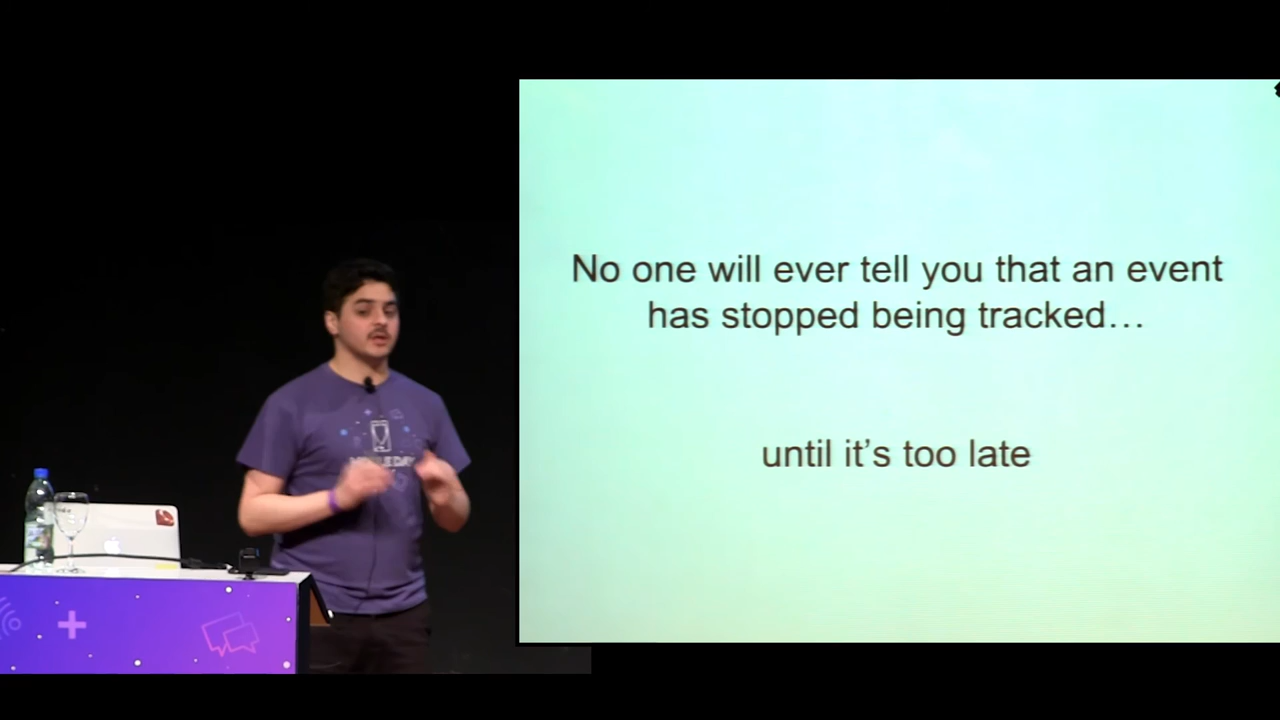 No one will ever tell you that an event
has stopped being tracked…
until it’s too late